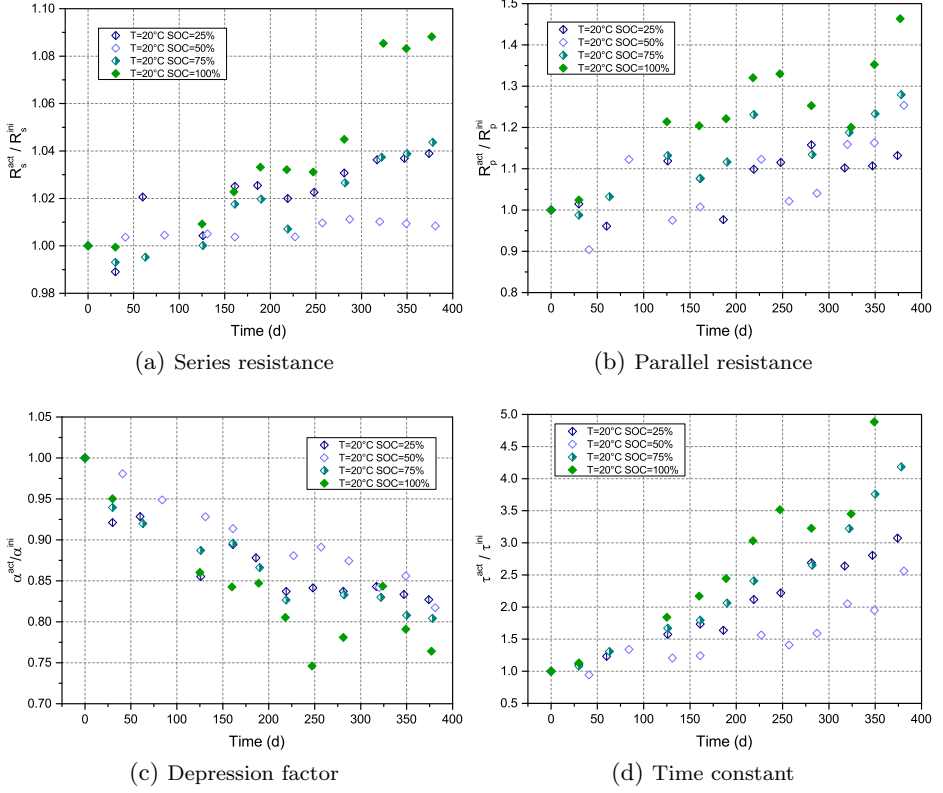 1.10
1.08
1.06
1.04
1.02
1.00
0.98
R_s^act / R_s^ini
T=20°C SOC=25%
T=20°C SOC=50%
T=20°C SOC=75%
T=20°C SOC=100%
0 50 100 150 200 250 300 350 400
Time (d)
(a) Series resistance
1.5
1.4
1.3
1.2
1.1
1.0
0.9
0.8
R_p^act / R_p^ini
T=20°C SOC=25%
T=20°C SOC=50%
T=20°C SOC=75%
T=20°C SOC=100%
0 50 100 150 200 250 300 350 400
Time (d)
(b) Parallel resistance
1.05
1.00
0.95
0.90
0.85
0.80
0.75
0.70
α^act/α^ini
T=20°C SOC=25%
T=20°C SOC=50%
T=20°C SOC=75%
T=20°C SOC=100%
0 50 100 150 200 250 300 350 400
Time (d)
(c) Depression factor
5.0
4.5
4.0
3.5
3.0
2.5
2.0
1.5
1.0
0.5
τ^act / τ^ini
T=20°C SOC=25%
T=20°C SOC=50%
T=20°C SOC=75%
T=20°C SOC=100%
0 50 100 150 200 250 300 350 400
Time (d)
(d) Time constant